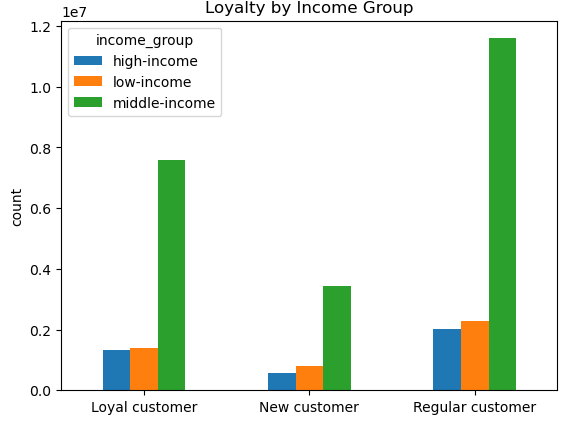 Loyalty by Income Group
1e7
1.2
1.0
0.8
0.6
0.4
0.2
0.0
count
income_group
high-income
low-income
middle-income
Loyal customer
New customer
Regular customer